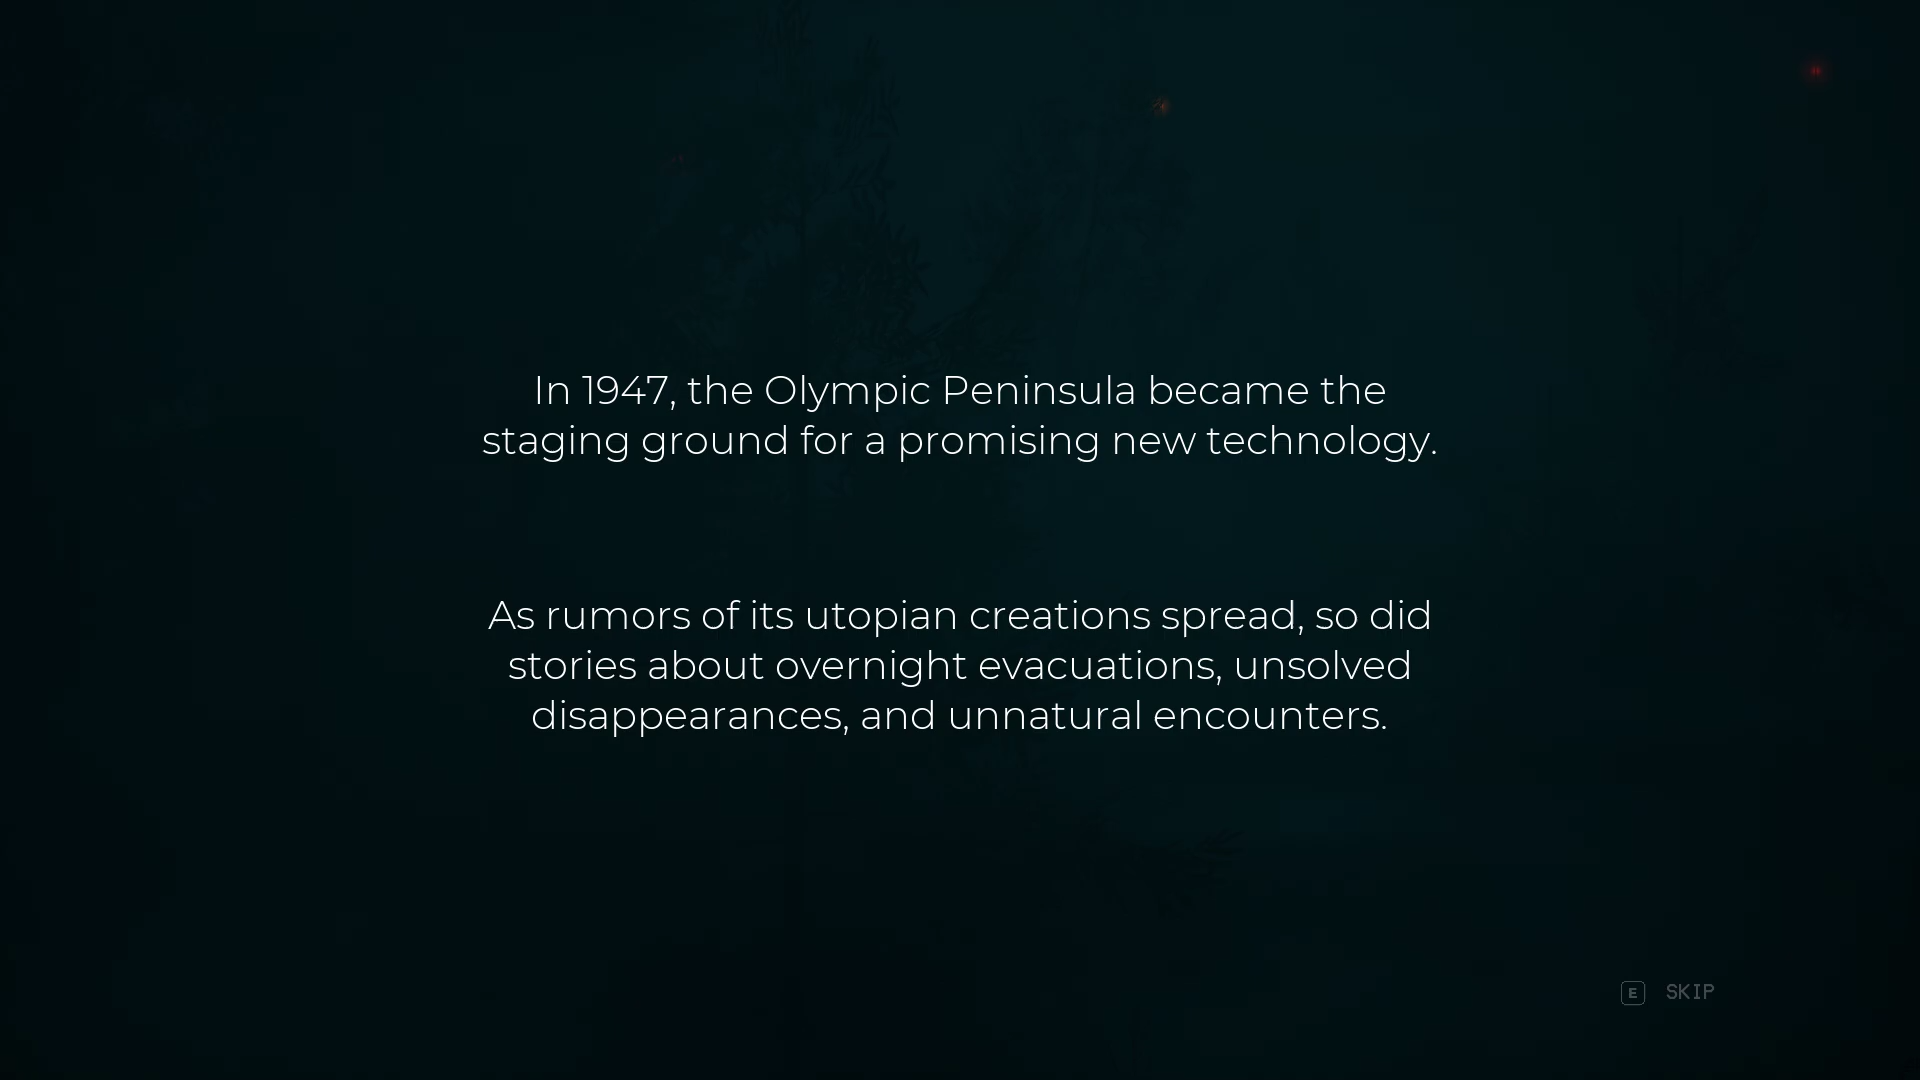 In 1947, the Olympic Peninsula became the
staging ground for a promising new technology.
As rumors of its utopian creations spread, so did
stories about overnight evacuations, unsolved
disappearances, and unnatural encounters.
E SKIP